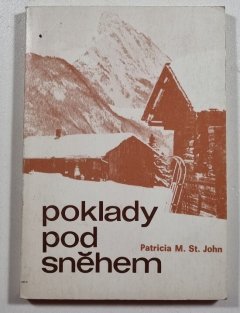 poklady
pod
Patricia M. St. John
sněhem